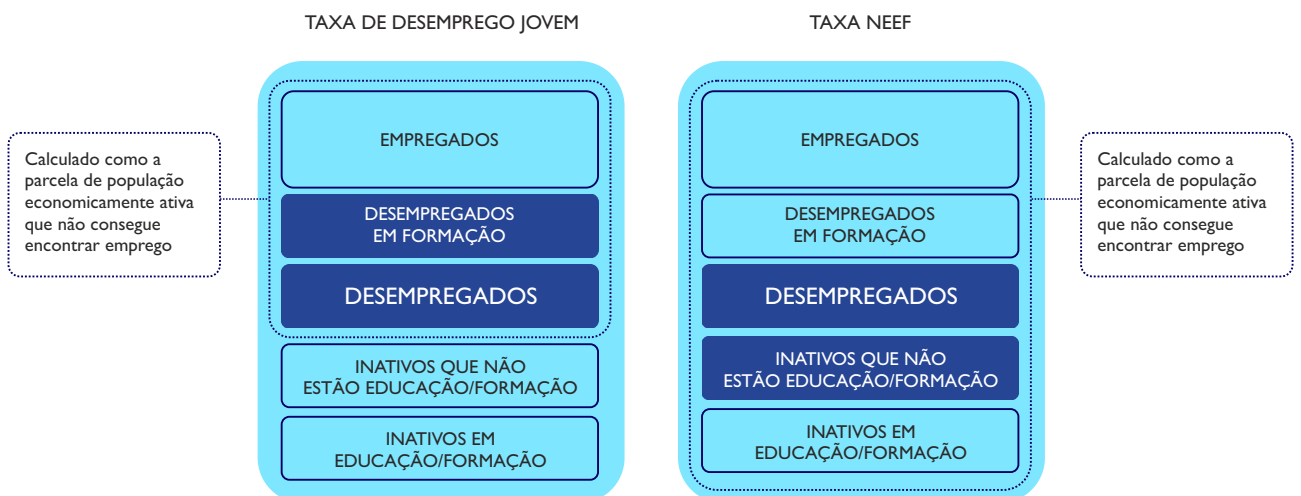 TAXA DE DESEMPREGO JOVEM
Calculado como a
parcela de população
economicamente ativa
que não consegue
encontrar emprego
EMPREGADOS
DESEMPREGADOS
EM FORMAÇÃO
DESEMPREGADOS
INATIVOS QUE NÃO
ESTÃO EDUCAÇÃO/FORMAÇÃO
INATIVOS EM
EDUCAÇÃO/FORMAÇÃO
TAXA NEEF
EMPREGADOS
DESEMPREGADOS
EM FORMAÇÃO
DESEMPREGADOS
INATIVOS QUE NÃO
ESTÃO EDUCAÇÃO/FORMAÇÃO
INATIVOS EM
EDUCAÇÃO/FORMAÇÃO
Calculado como a
parcela de população
economicamente ativa
que não consegue
encontrar emprego